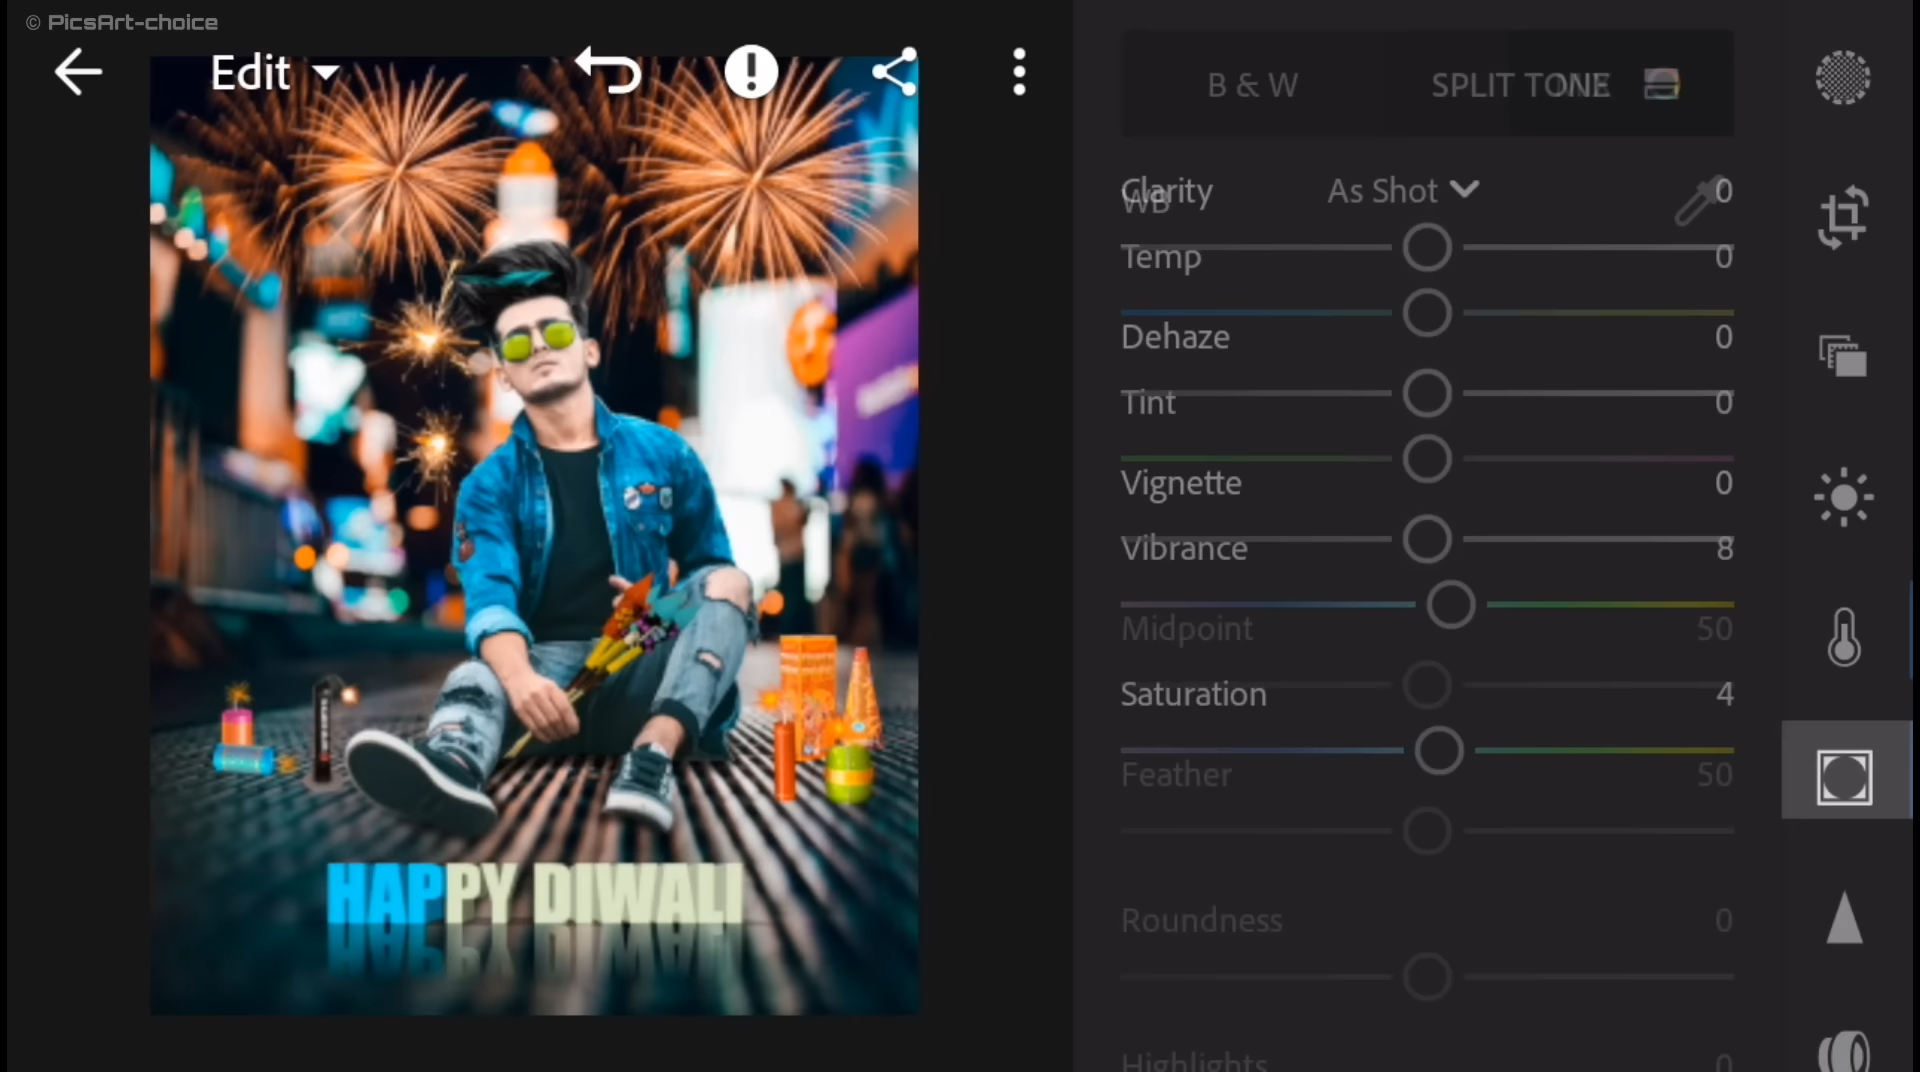 © PicsArt-choice
Edit
B & W
SPLIT TONE
Clarity
WB
As Shot
0
Temp
0
Dehaze
0
Tint
0
Vignette
0
Vibrance
8
Midpoint
50
Saturation
4
Feather
50
Roundness
0
Highlights
0
HAPPY DIWALI